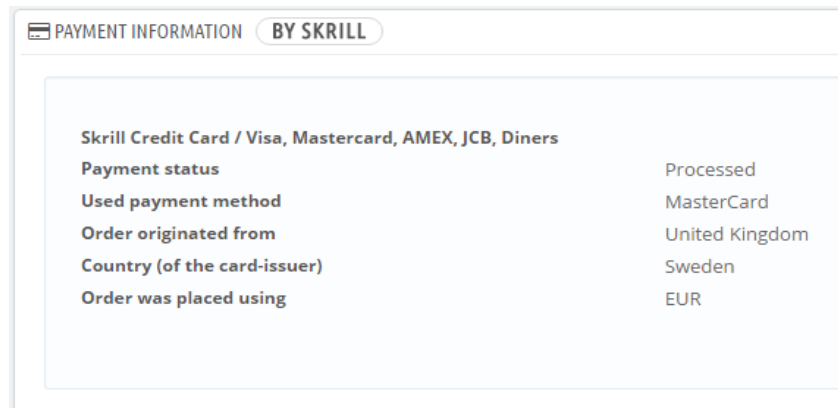 PAYMENT INFORMATION BY SKRILL
Skrill Credit Card / Visa, Mastercard, AMEX, JCB, Diners
Payment status Processed
Used payment method MasterCard
Order originated from United Kingdom
Country (of the card-issuer) Sweden
Order was placed using EUR